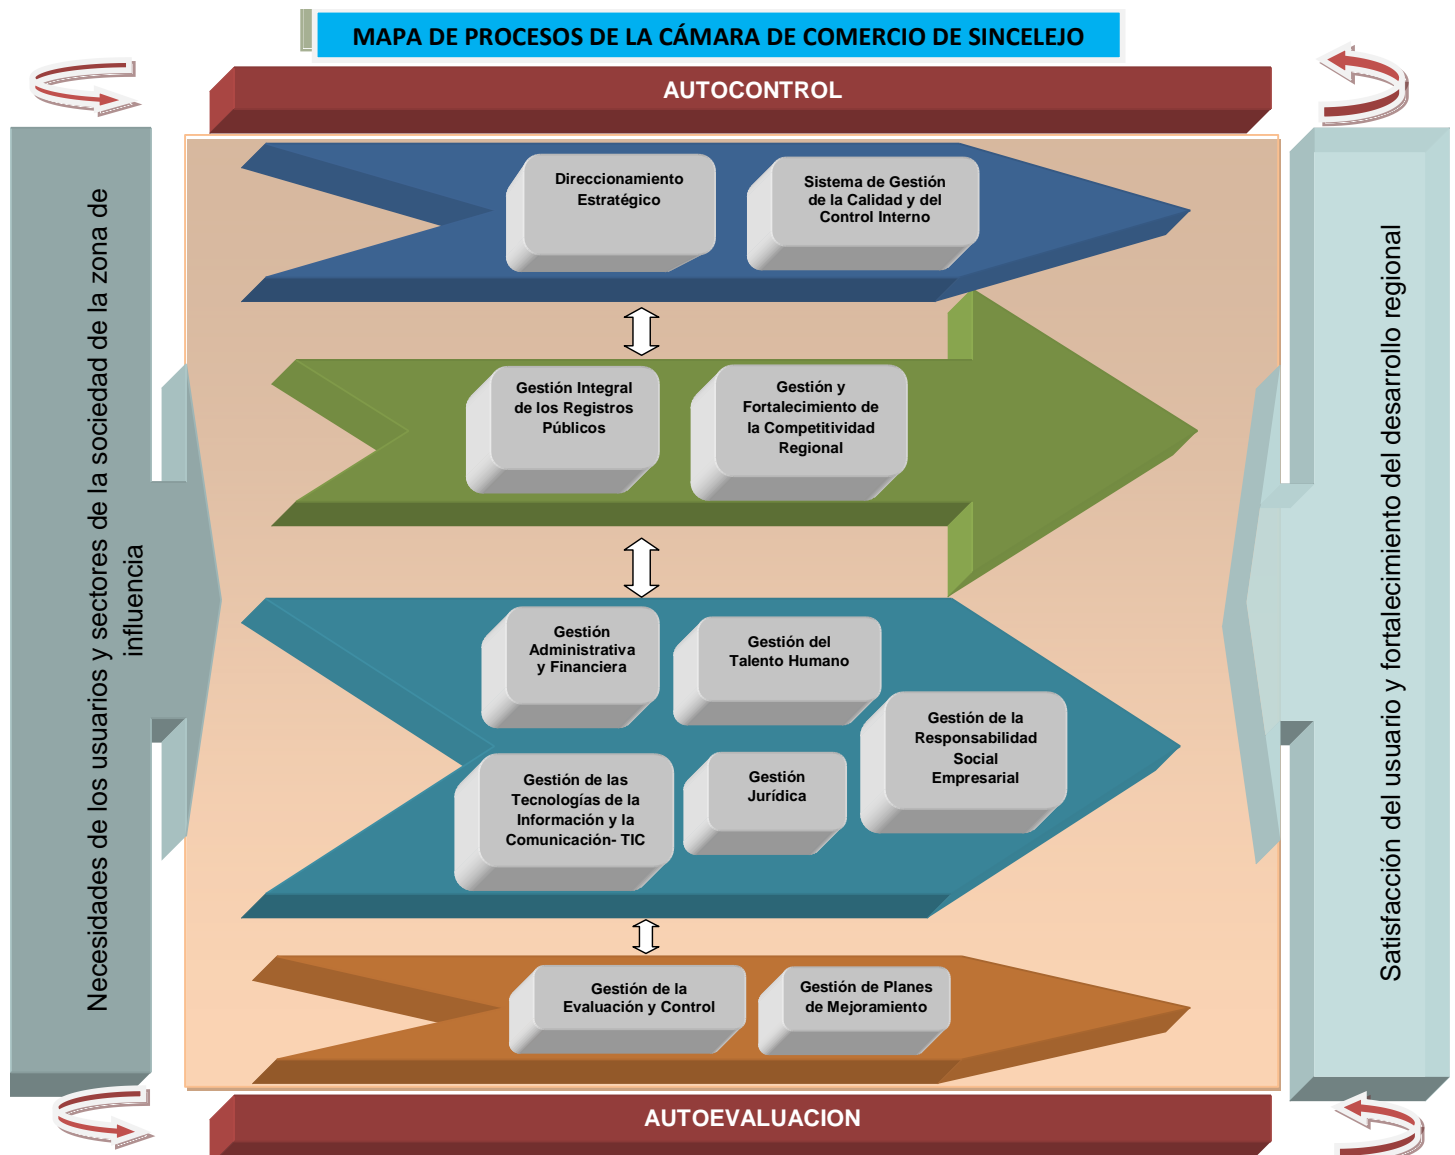 MAPA DE PROCESOS DE LA CÁMARA DE COMERCIO DE SINCELEJO
AUTOCONTROL
Necesidades de los usuarios y sectores de la sociedad de la zona de
influencia
Direccionamiento
Estratégico
Sistema de Gestión
de la Calidad y del
Control Interno
Gestión Integral
de los Registros
Públicos
Gestión y
Fortalecimiento de
la Competitividad
Regional
Gestión
Administrativa
y Financiera
Gestión del
Talento Humano
Gestión de la
Responsabilidad
Social
Empresarial
Gestión de las
Tecnologías de la
Información y la
Comunicación- TIC
Gestión
Jurídica
Gestión de la
Evaluación y Control
Gestión de Planes
de Mejoramiento
Satisfacción del usuario y fortalecimiento del desarrollo regional
AUTOEVALUACION